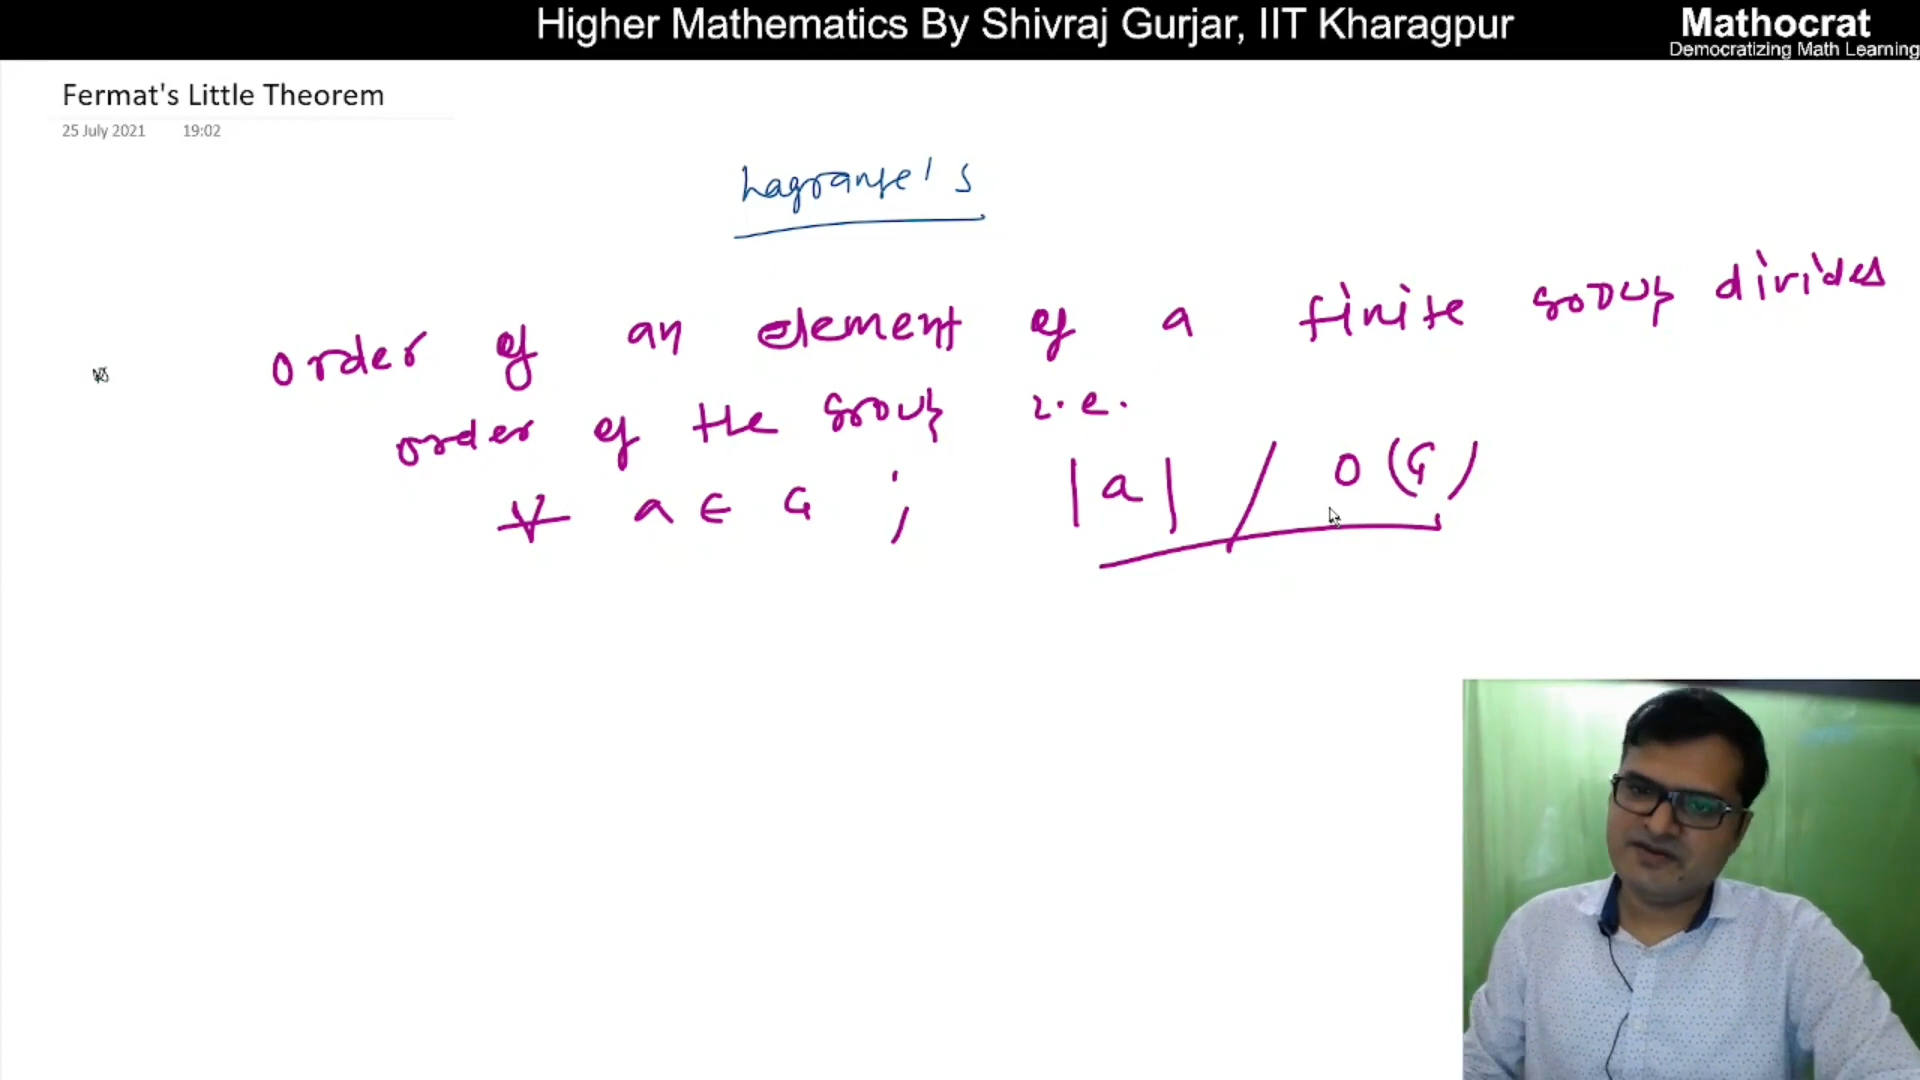 Higher Mathematics By Shivraj Gurjar, IIT Kharagpur
Mathocrat
Democratizing Math Learning
Fermat's Little Theorem
25 July 2021 19:02
Lagrange's
order of an element of a finite group divides
order of the group i.e.
∀ a ∈ G ; |a| / O(G)